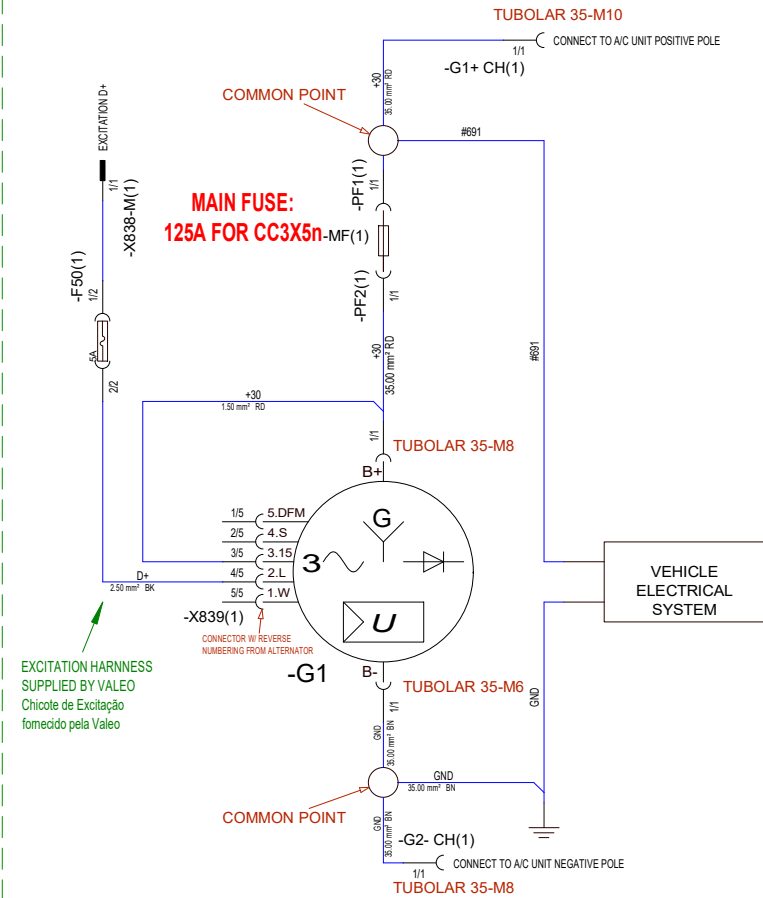 TUBOLAR 35-M10
CONNECT TO A/C UNIT POSITIVE POLE
1/1
-G1+ CH(1)
+30
35.00 mm² RD
COMMON POINT
#691
EXCITATION D+
1/1
-X838-M(1)
-PF1(1)
1/1
MAIN FUSE:
125A FOR CC3X5n
-MF(1)
-F50(1)
1/2
5A
2/2
-PF2(1)
1/1
+30
35.00 mm² RD
#691
+30
1.50 mm² RD
1/1
TUBOLAR 35-M8
B+
G
3
U
1/5 5.DFM
2/5 4.S
3/5 3.15
4/5 2.L
5/5 1.W
D+
2.50 mm² BK
-X839(1)
CONNECTOR W/ REVERSE
NUMBERING FROM ALTERNATOR
-G1
VEHICLE
ELECTRICAL
SYSTEM
EXCITATION HARNNESS
SUPPLIED BY VALEO
Chicote de Excitação
fornecido pela Valeo
B-
TUBOLAR 35-M6
1/1
GND
35.00 mm² BN
GND
GND
35.00 mm² BN
COMMON POINT
GND
35.00 mm² BN
-G2- CH(1)
CONNECT TO A/C UNIT NEGATIVE POLE
1/1
TUBOLAR 35-M8